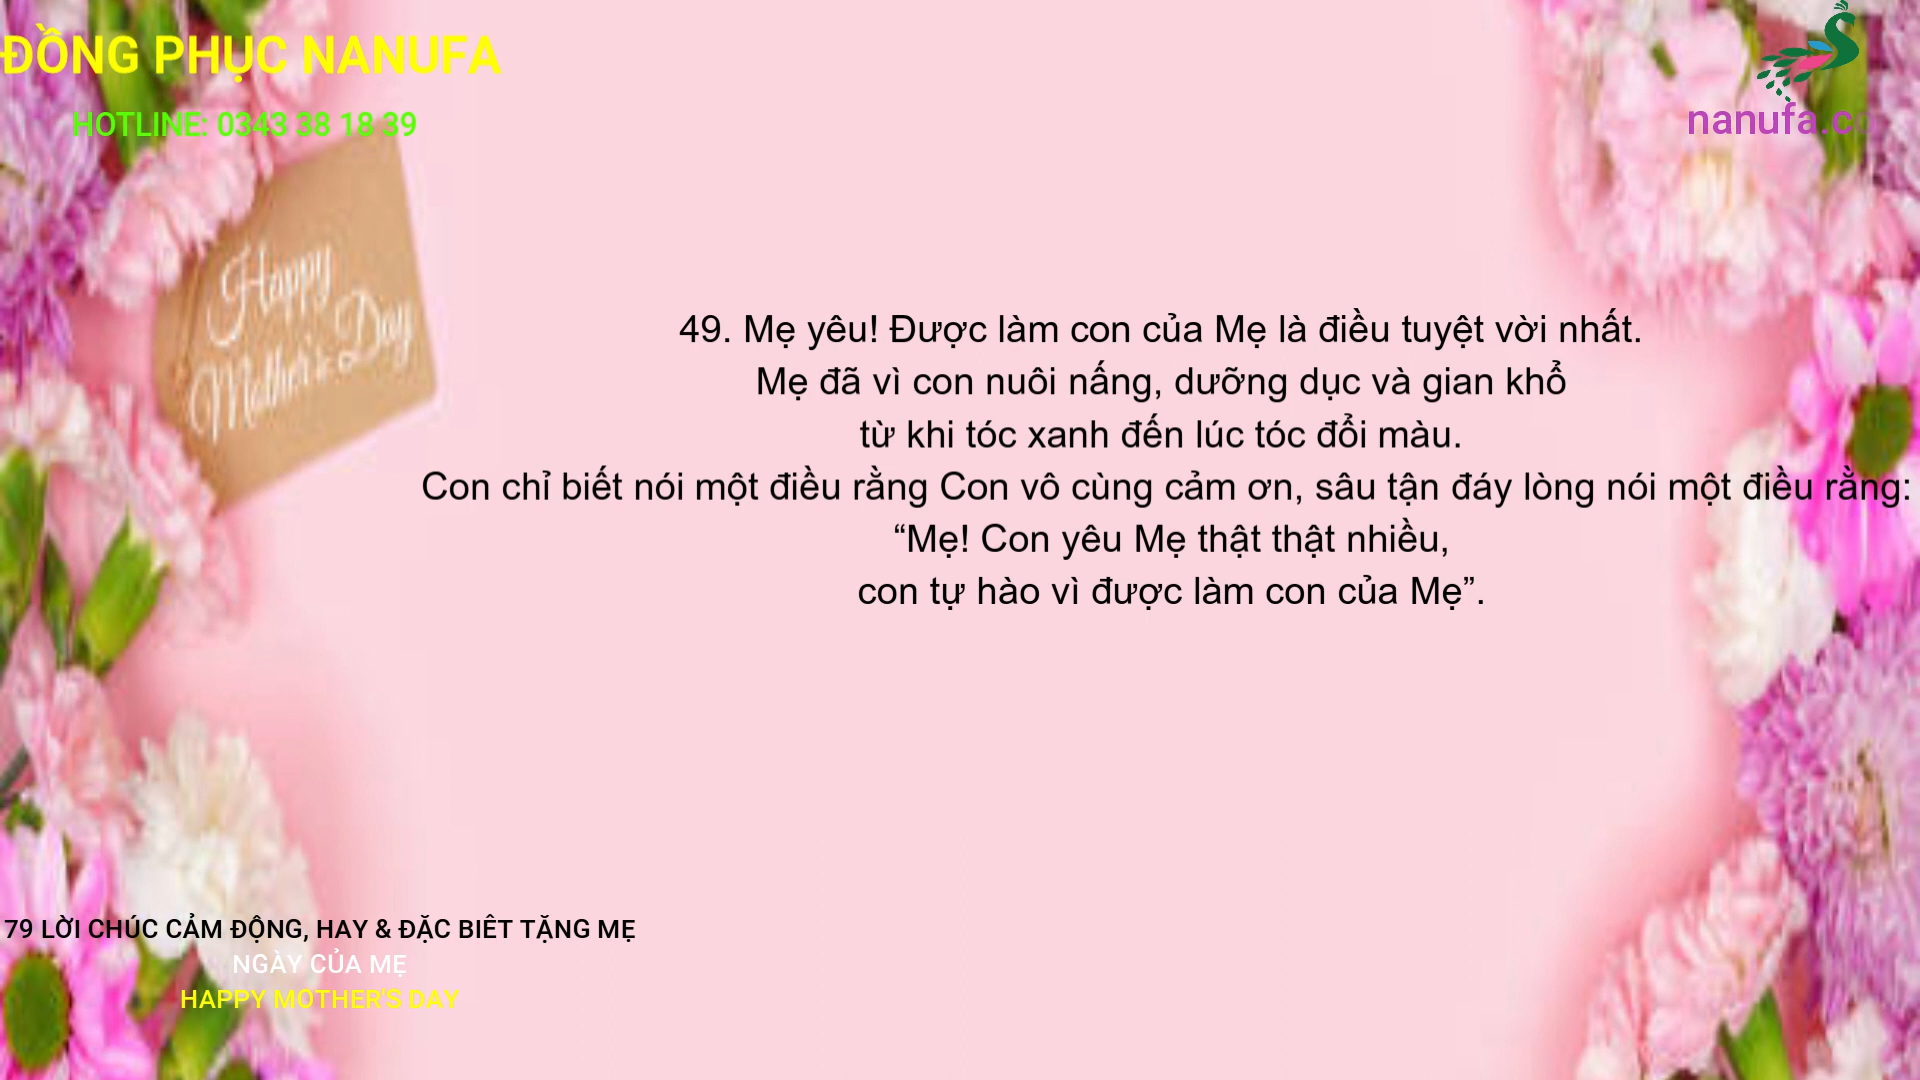 ĐỒNG PHỤC NANUFA
HOTLINE: 0343 38 18 39
nanufa.c
Happy
Mother's Day
49. Mẹ yêu! Được làm con của Mẹ là điều tuyệt vời nhất.
Mẹ đã vì con nuôi nấng, dưỡng dục và gian khổ
từ khi tóc xanh đến lúc tóc đổi màu.
Con chỉ biết nói một điều rằng Con vô cùng cảm ơn, sâu tận đáy lòng nói một điều rằng:
“Mẹ! Con yêu Mẹ thật thật nhiều,
con tự hào vì được làm con của Mẹ”.
79 LỜI CHÚC CẢM ĐỘNG, HAY & ĐẶC BIÊT TẶNG MẸ
NGÀY CỦA MẸ
HAPPY MOTHER'S DAY